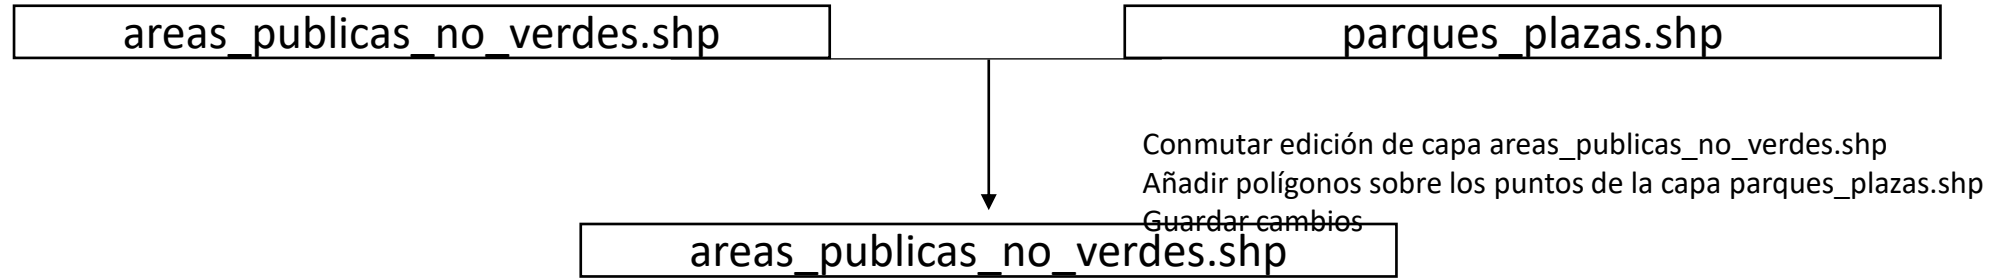 areas_publicas_no_verdes.shp
parques_plazas.shp
Conmutar edición de capa areas_publicas_no_verdes.shp
Añadir polígonos sobre los puntos de la capa parques_plazas.shp
Guardar cambios
areas_publicas_no_verdes.shp